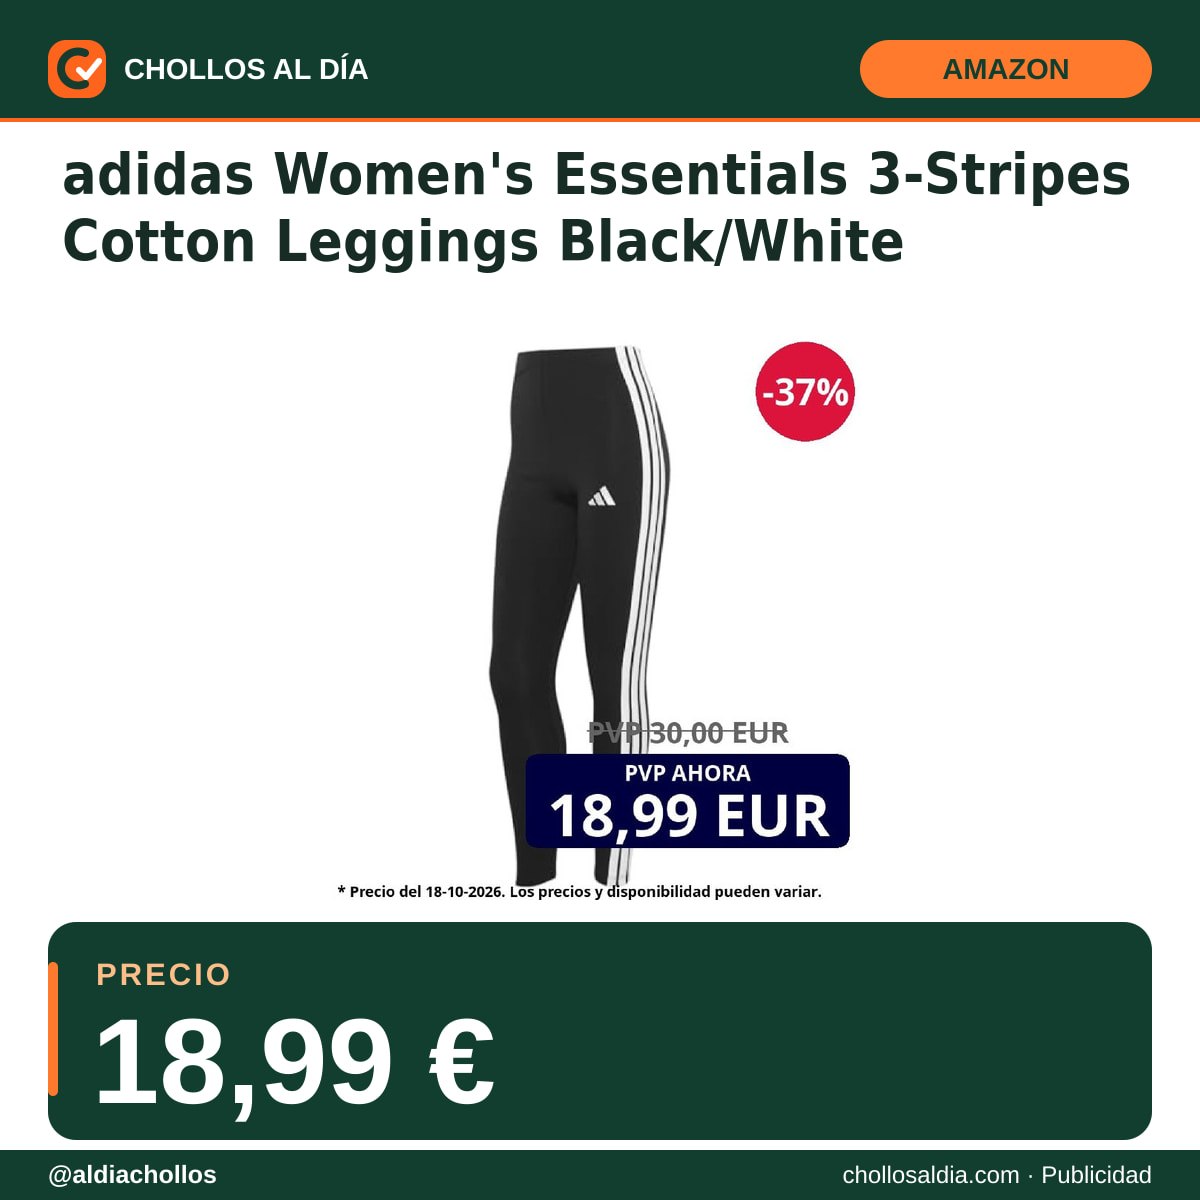 CHOLLOS AL DÍA
AMAZON
adidas Women's Essentials 3-Stripes
Cotton Leggings Black/White
-37%
PVP 30,00 EUR
PVP AHORA
18,99 EUR
* Precio del 18-10-2026. Los precios y disponibilidad pueden variar.
PRECIO
18,99 €
@aldiachollos
chollosaldia.com · Publicidad